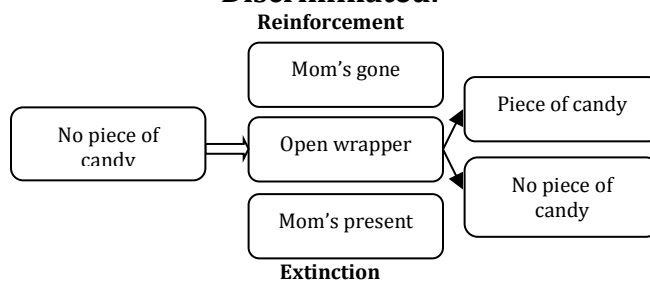 Reinforcement
Mom's gone
No piece of
candy
Open wrapper
Piece of candy
No piece of
candy
Mom's present
Extinction